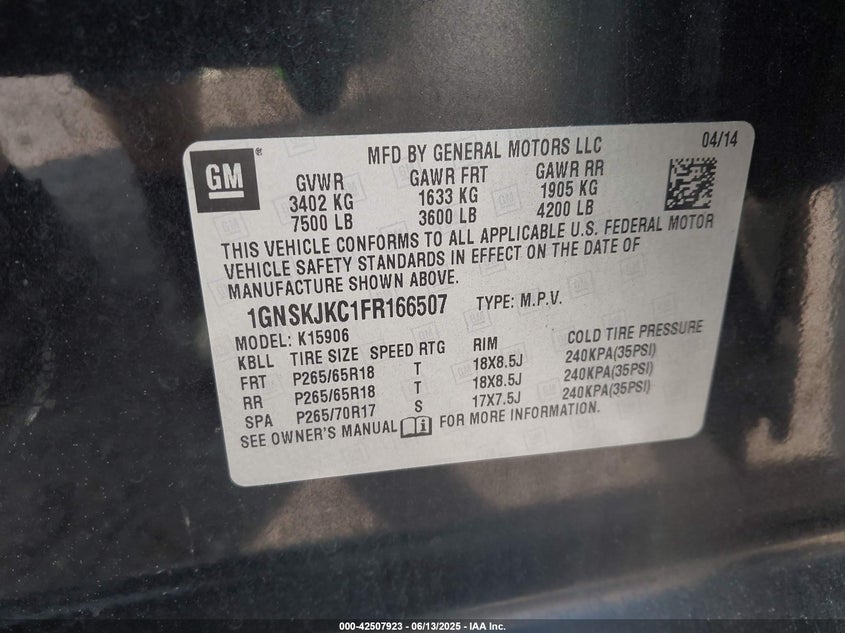 GM
®
MFD BY GENERAL MOTORS LLC
04/14
GVWR GAWR FRT GAWR RR
3402 KG 1633 KG 1905 KG
7500 LB 3600 LB 4200 LB
THIS VEHICLE CONFORMS TO ALL APPLICABLE U.S. FEDERAL MOTOR
VEHICLE SAFETY STANDARDS IN EFFECT ON THE DATE OF
MANUFACTURE SHOWN ABOVE.
1GNSKJKC1FR166507 TYPE: M.P.V.
MODEL: K15906
KBLL TIRE SIZE SPEED RTG RIM COLD TIRE PRESSURE
FRT P265/65R18 T 18X8.5J 240KPA(35PSI)
RR P265/65R18 T 18X8.5J 240KPA(35PSI)
SPA P265/70R17 S 17X7.5J 240KPA(35PSI)
SEE OWNER'S MANUAL FOR MORE INFORMATION.
000-42507923 - 06/13/2025 - IAA Inc.